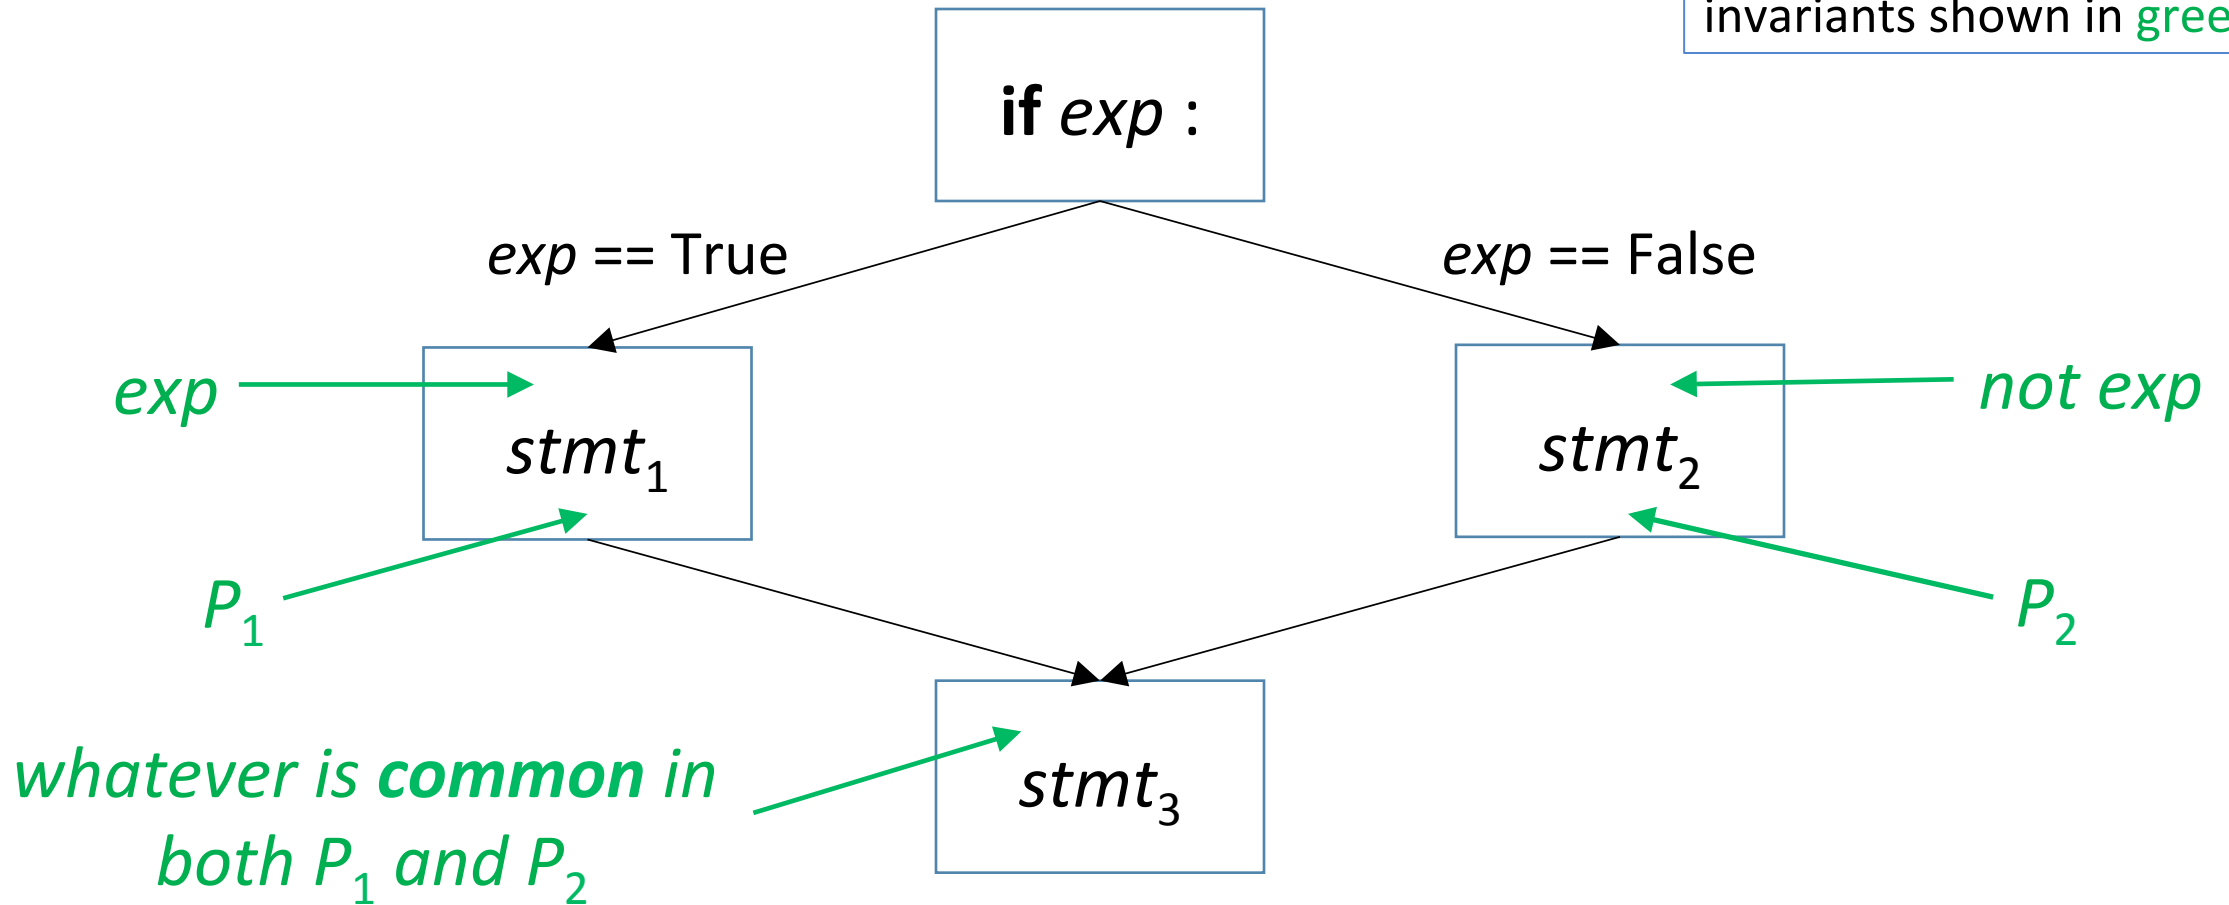 invariants shown in gree
if exp :
exp == True
exp == False
exp
not exp
stmt₁
stmt₂
P₁
P₂
whatever is common in
both P₁ and P₂
stmt₃